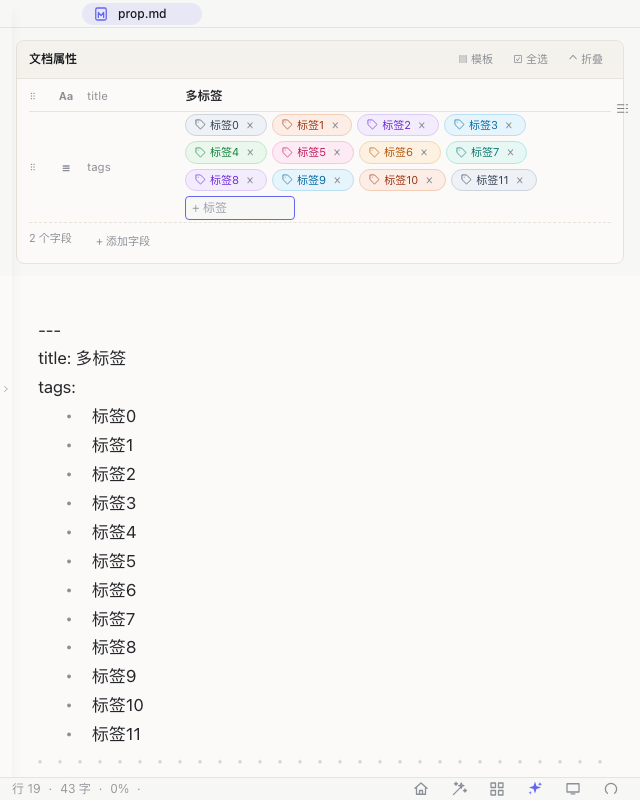 prop.md
文档属性 模板 全选 折叠
Aa title 多标签
标签0 × 标签1 × 标签2 × 标签3 ×
tags 标签4 × 标签5 × 标签6 × 标签7 ×
标签8 × 标签9 × 标签10 × 标签11 ×
+ 标签
2 个字段 + 添加字段
---
title: 多标签
tags:
• 标签0
• 标签1
• 标签2
• 标签3
• 标签4
• 标签5
• 标签6
• 标签7
• 标签8
• 标签9
• 标签10
• 标签11
行 19 · 43 字 · 0% ·